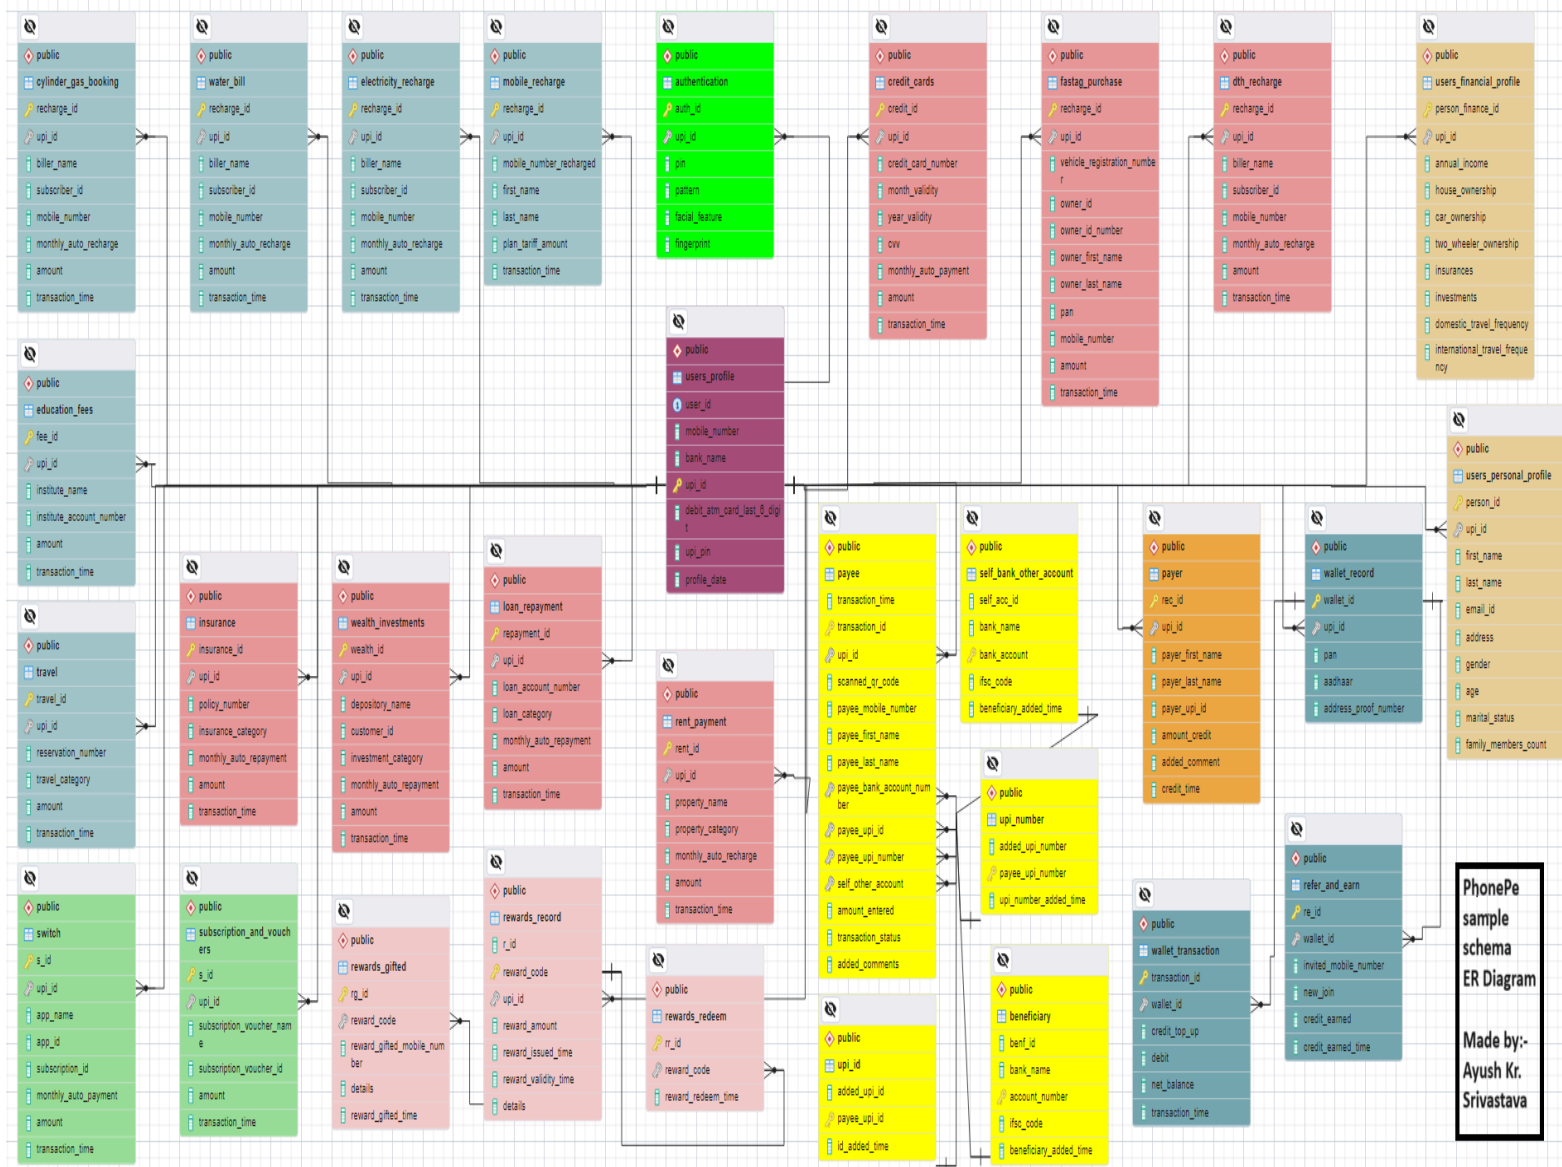 public
cylinder_gas_booking
recharge_id
upi_id
biller_name
subscriber_id
mobile_number
monthly_auto_recharge
amount
transaction_time
public
water_bill
recharge_id
upi_id
biller_name
subscriber_id
mobile_number
monthly_auto_recharge
amount
transaction_time
public
electricity_recharge
recharge_id
upi_id
biller_name
subscriber_id
mobile_number
monthly_auto_recharge
amount
transaction_time
public
mobile_recharge
recharge_id
upi_id
mobile_number_recharged
first_name
last_name
plan_tariff_amount
transaction_time
public
authentication
auth_id
upi_id
pin
pattern
facial_feature
fingerprint
public
credit_cards
credit_id
upi_id
credit_card_number
month_validity
year_validity
cvv
monthly_auto_payment
amount
transaction_time
public
fastag_purchase
recharge_id
upi_id
vehicle_registration_numbe
r
owner_id
owner_id_number
owner_first_name
owner_last_name
pan
mobile_number
amount
transaction_time
public
dth_recharge
recharge_id
upi_id
biller_name
subscriber_id
mobile_number
monthly_auto_recharge
amount
transaction_time
public
users_financial_profile
person_finance_id
upi_id
annual_income
house_ownership
car_ownership
two_wheeler_ownership
insurances
investments
domestic_travel_frequency
international_travel_freque
ncy
public
education_fees
fee_id
upi_id
institute_name
institute_account_number
amount
transaction_time
public
users_profile
user_id
mobile_number
bank_name
upi_id
debit_atm_card_last_6_digi
t
upi_pin
profile_date
public
users_personal_profile
person_id
upi_id
first_name
last_name
email_id
address
gender
age
marital_status
family_members_count
public
travel
travel_id
upi_id
reservation_number
travel_category
amount
transaction_time
public
insurance
insurance_id
upi_id
policy_number
insurance_category
monthly_auto_repayment
amount
transaction_time
public
wealth_investments
wealth_id
upi_id
depository_name
customer_id
investment_category
monthly_auto_repayment
amount
transaction_time
public
loan_repayment
repayment_id
upi_id
loan_account_number
loan_category
monthly_auto_repayment
amount
transaction_time
public
rent_payment
rent_id
upi_id
property_name
property_category
monthly_auto_recharge
amount
transaction_time
public
payee
transaction_time
transaction_id
upi_id
scanned_qr_code
payee_mobile_number
payee_first_name
payee_last_name
payee_bank_account_num
ber
payee_upi_id
payee_upi_number
self_other_account
amount_entered
transaction_status
added_comments
public
self_bank_other_account
self_acc_id
bank_name
bank_account
ifsc_code
beneficiary_added_time
public
payer
rec_id
upi_id
payer_first_name
payer_last_name
payer_upi_id
amount_credit
added_comment
credit_time
public
wallet_record
wallet_id
upi_id
pan
aadhaar
address_proof_number
public
upi_number
added_upi_number
payee_upi_number
upi_number_added_time
public
switch
s_id
upi_id
app_name
app_id
subscription_id
monthly_auto_payment
amount
transaction_time
public
subscription_and_vouch
ers
s_id
upi_id
subscription_voucher_nam
e
subscription_voucher_id
amount
transaction_time
public
rewards_gifted
rg_id
reward_code
reward_gifted_mobile_num
ber
details
reward_gifted_time
public
rewards_record
r_id
reward_code
upi_id
reward_amount
reward_issued_time
reward_validity_time
details
public
rewards_redeem
rr_id
reward_code
reward_redeem_time
public
upi_id
added_upi_id
payee_upi_id
id_added_time
public
beneficiary
benf_id
bank_name
account_number
ifsc_code
beneficiary_added_time
public
wallet_transaction
transaction_id
wallet_id
credit_top_up
debit
net_balance
transaction_time
public
refer_and_earn
re_id
wallet_id
invited_mobile_number
new_join
credit_earned
credit_earned_time
PhonePe
sample
schema
ER Diagram
Made by:-
Ayush Kr.
Srivastava